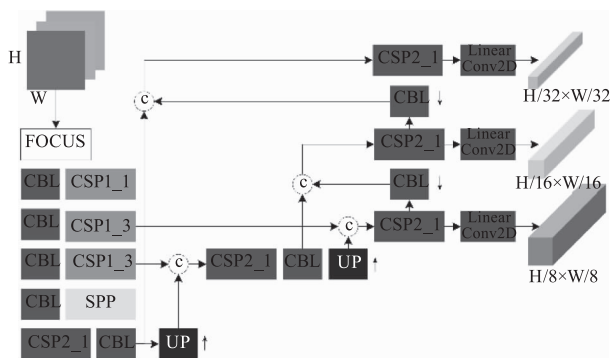 H
W
FOCUS
CBL CSP1_1
CBL CSP1_3
CBL CSP1_3
CBL SPP
CSP2_1 CBL UP ↑
c
CSP2_1 CBL UP ↑
c
c
c
CSP2_1 Linear Conv2D
H/32×W/32
CBL ↓
CSP2_1 Linear Conv2D
H/16×W/16
CBL ↓
CSP2_1 Linear Conv2D
H/8×W/8